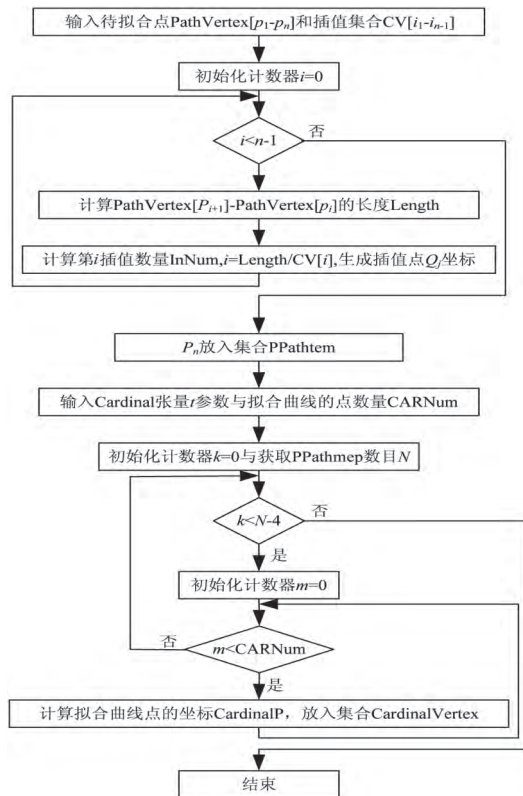 输入待拟合点PathVertex[p₁-pₙ]和插值集合CV[i₁-iₙ₋₁]
初始化计数器i=0
i<n-1
否
计算PathVertex[Pᵢ₊₁]-PathVertex[pᵢ]的长度Length
计算第i插值数量InNum,i=Length/CV[i],生成插值点Qⱼ坐标
Pₙ放入集合PPathtem
输入Cardinal张量t参数与拟合曲线的点数量CARNum
初始化计数器k=0与获取PPathmep数目N
k<N-4
否
是
初始化计数器m=0
否
m<CARNum
是
计算拟合曲线点的坐标CardinalP，放入集合CardinalVertex
结束